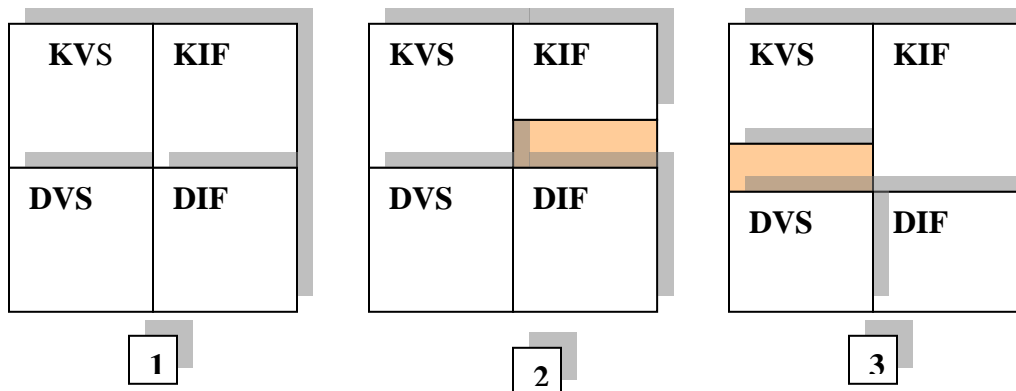 KVS KIF KVS KIF KVS KIF
DVS DIF DVS DIF DVS DIF
1 2 3